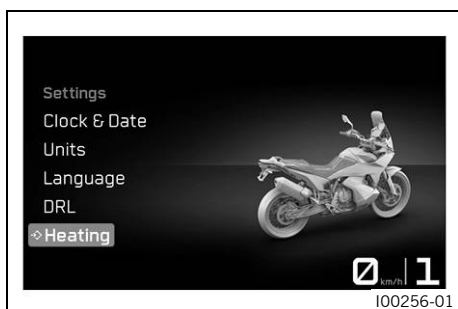 Settings
Clock & Date
Units
Language
DRL
Heating
0 km/h 1
I00256-01